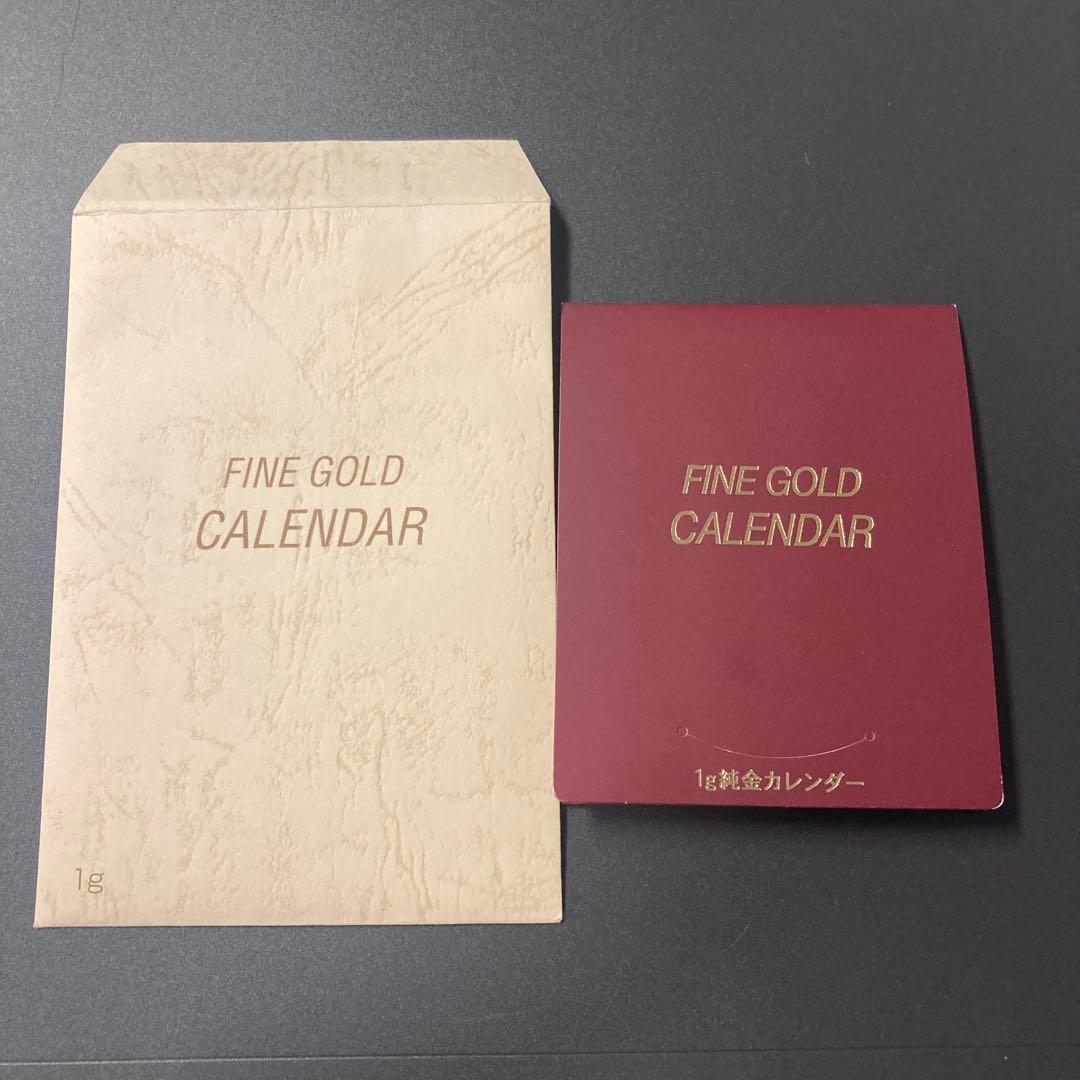 FINE GOLD
CALENDAR
1g
FINE GOLD
CALENDAR
1g純金カレンダー